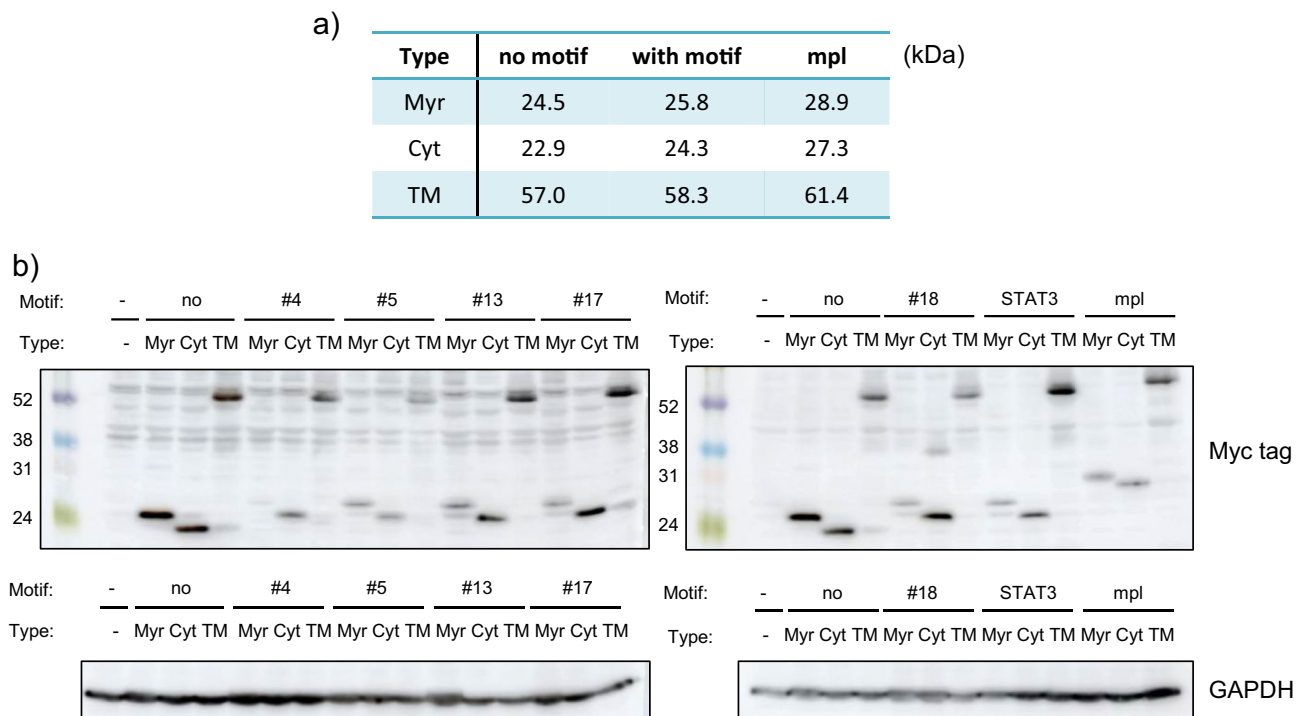 a)
Type no motif with motif mpl (kDa)
Myr 24.5 25.8 28.9
Cyt 22.9 24.3 27.3
TM 57.0 58.3 61.4
b)
Motif: - no #4 #5 #13 #17
Type: - Myr Cyt TM Myr Cyt TM Myr Cyt TM Myr Cyt TM Myr Cyt TM
52
38
31
24
Motif: - no #18 STAT3 mpl
Type: - Myr Cyt TM Myr Cyt TM Myr Cyt TM Myr Cyt TM
52
38
31
24
Myc tag
Motif: - no #4 #5 #13 #17
Type: - Myr Cyt TM Myr Cyt TM Myr Cyt TM Myr Cyt TM Myr Cyt TM
Motif: - no #18 STAT3 mpl
Type: - Myr Cyt TM Myr Cyt TM Myr Cyt TM Myr Cyt TM
GAPDH